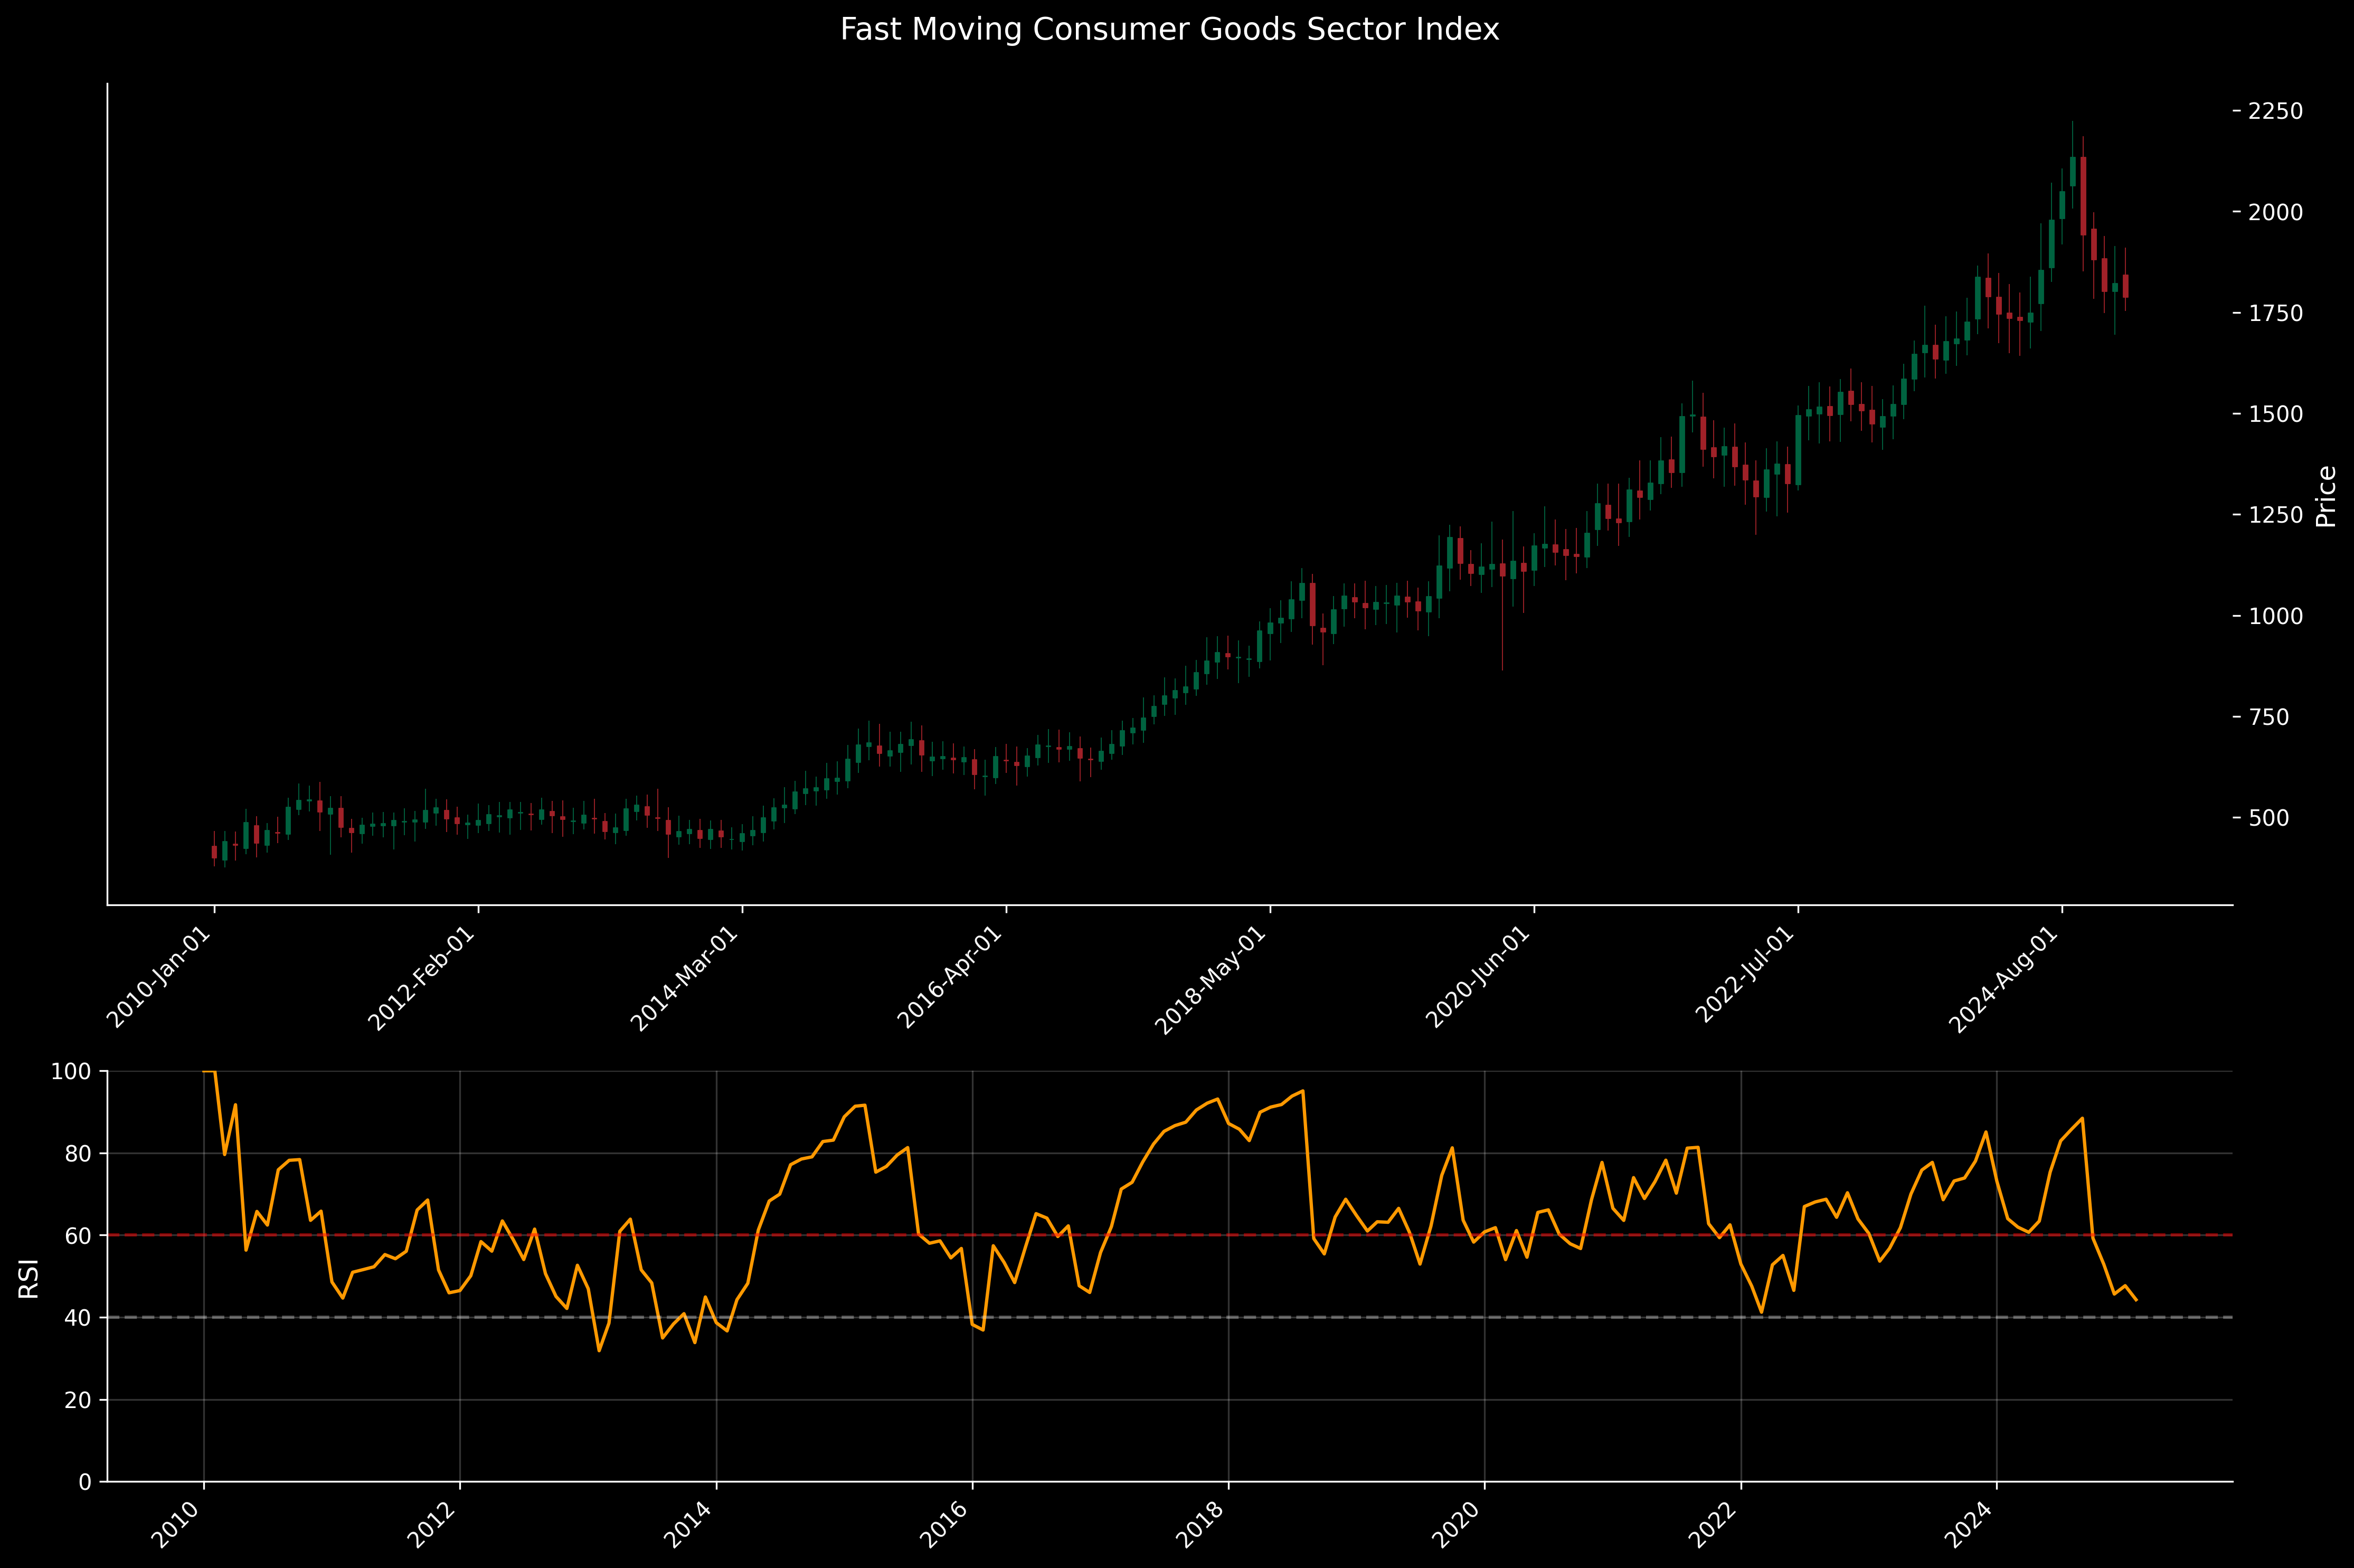 Fast Moving Consumer Goods Sector Index
2250
2000
1750
1500
1250
1000
750
500
Price
2010-Jan-01
2012-Feb-01
2014-Mar-01
2016-Apr-01
2018-May-01
2020-Jun-01
2022-Jul-01
2024-Aug-01
100
80
60
40
20
0
RSI
2010
2012
2014
2016
2018
2020
2022
2024